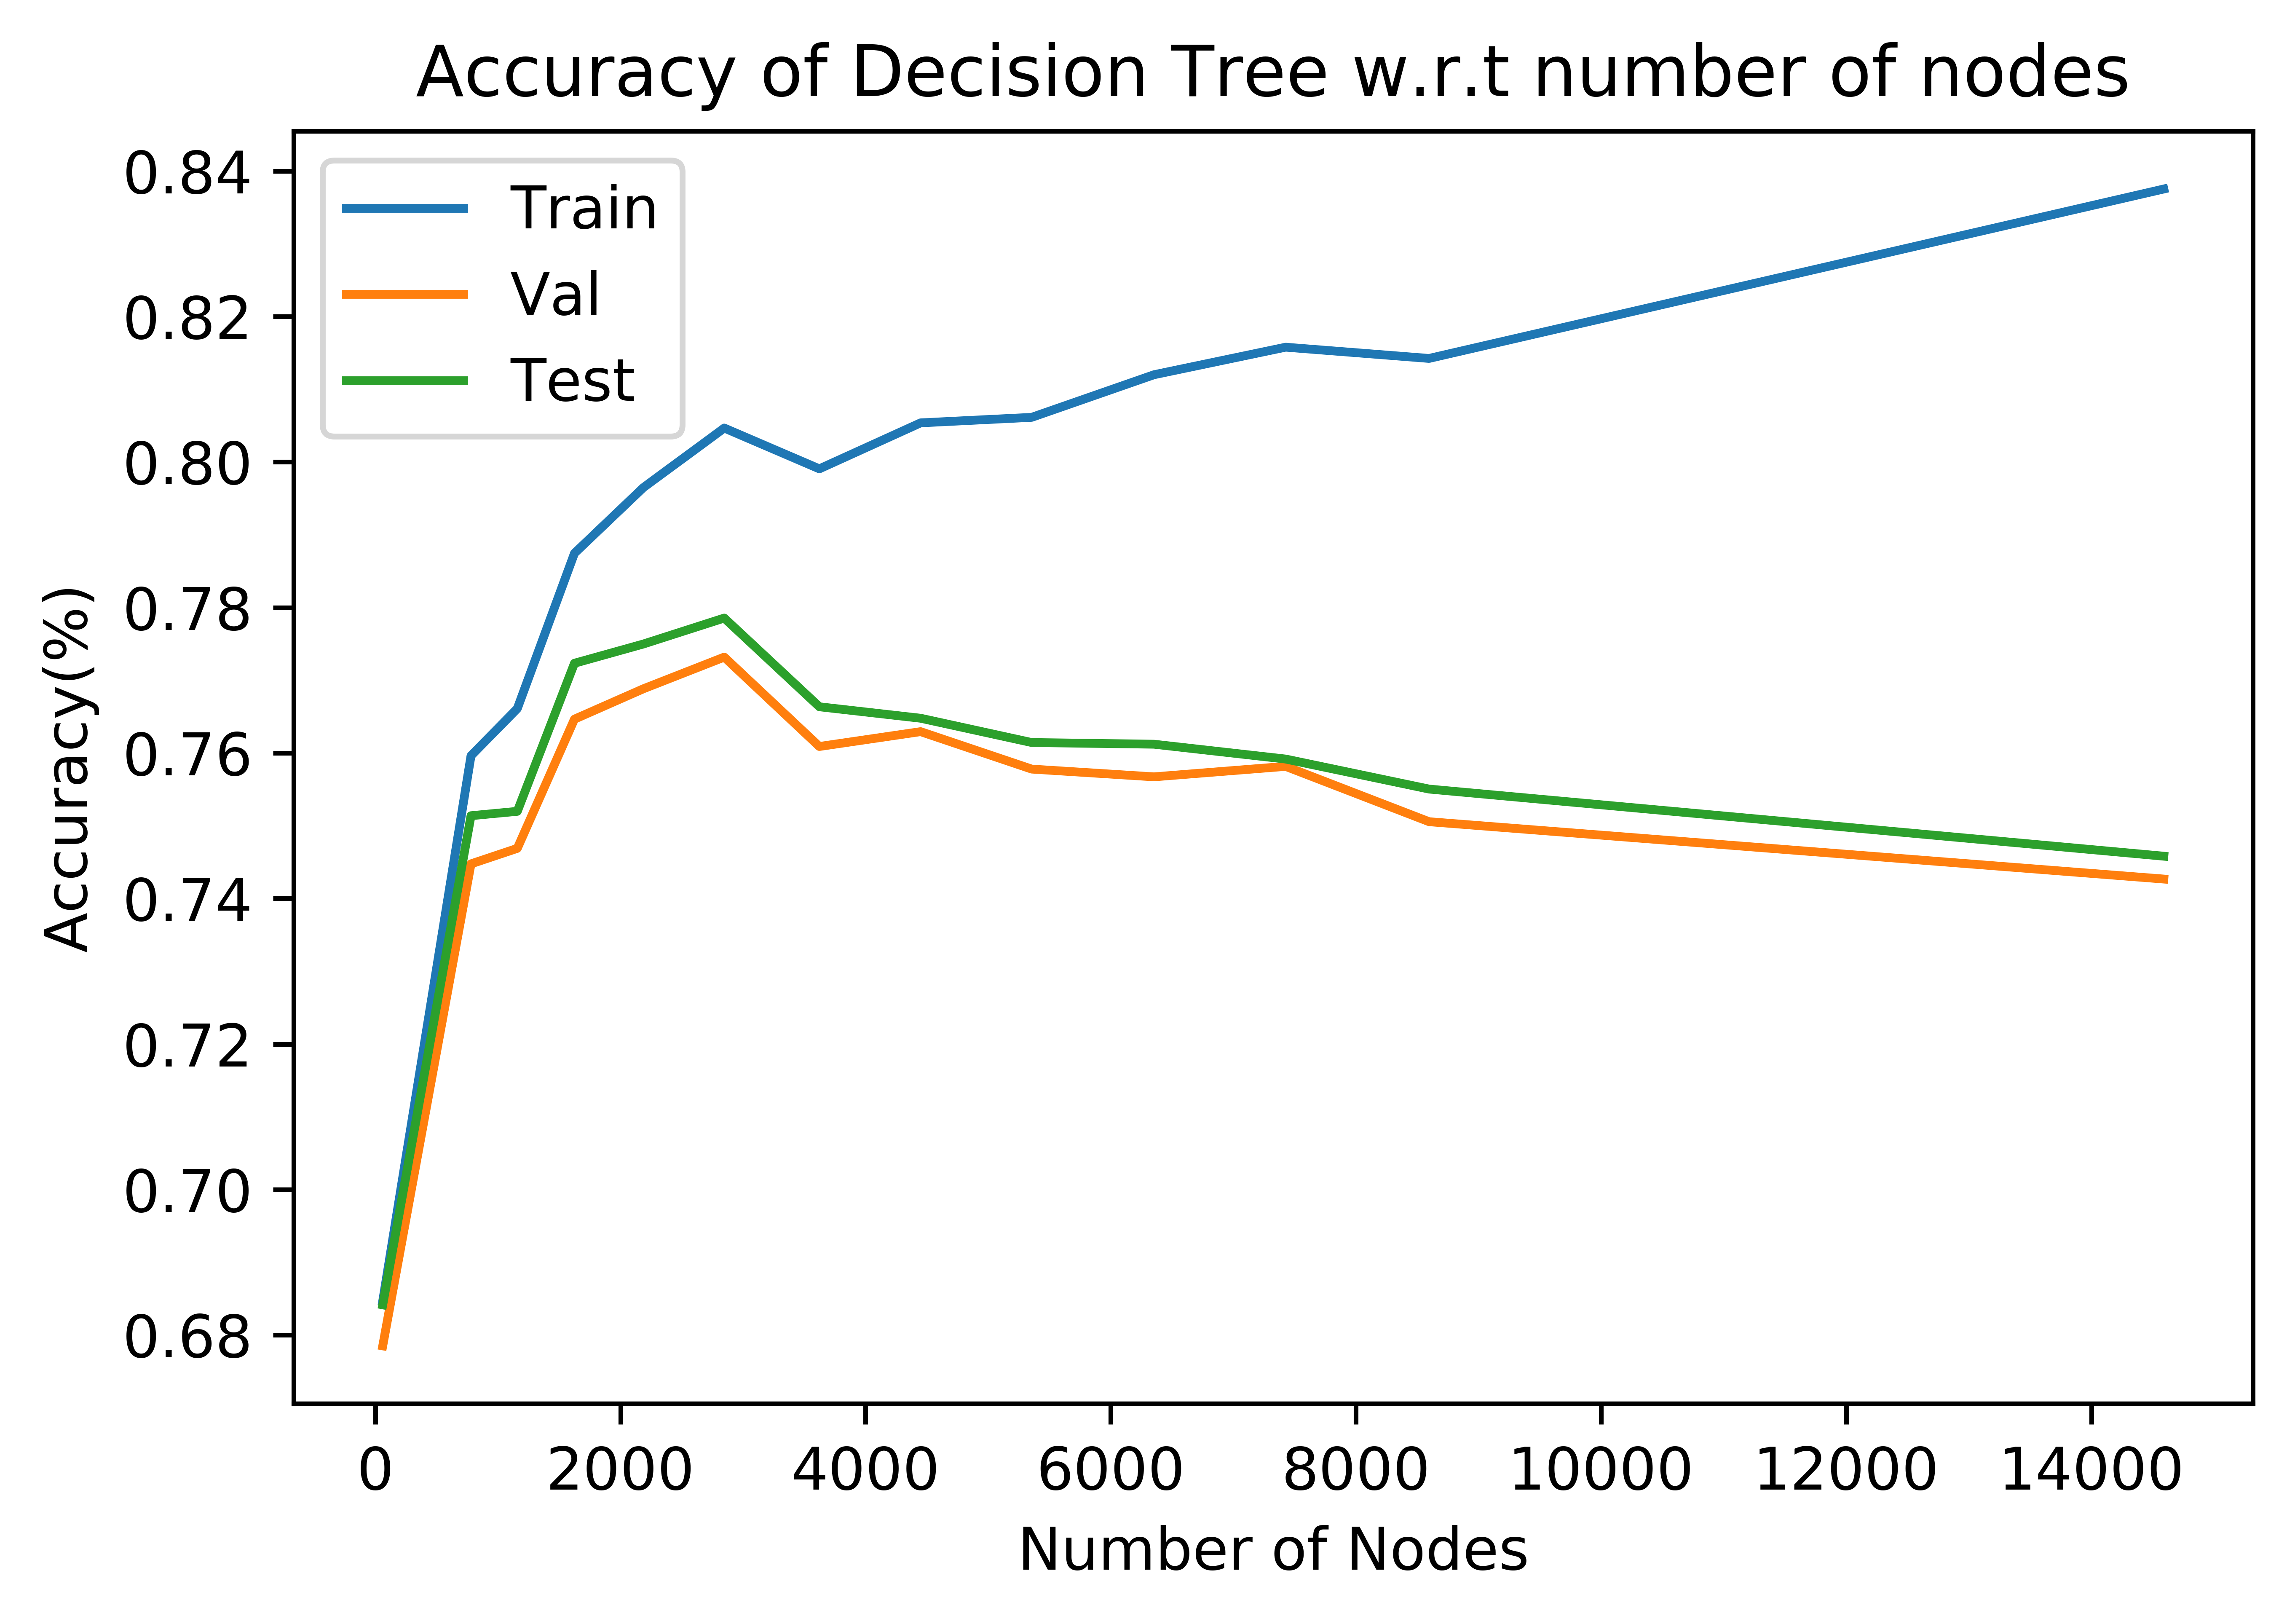 Accuracy of Decision Tree w.r.t number of nodes
Train
Val
Test
0.84
0.82
0.80
0.78
0.76
0.74
0.72
0.70
0.68
Accuracy(%)
0 2000 4000 6000 8000 10000 12000 14000
Number of Nodes